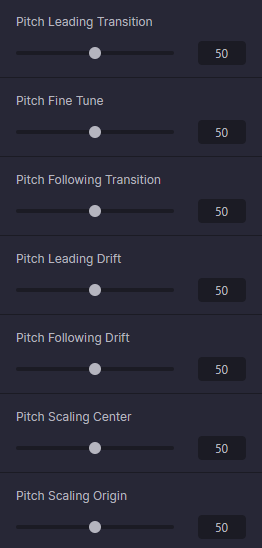 Pitch Leading Transition
50
Pitch Fine Tune
50
Pitch Following Transition
50
Pitch Leading Drift
50
Pitch Following Drift
50
Pitch Scaling Center
50
Pitch Scaling Origin
50